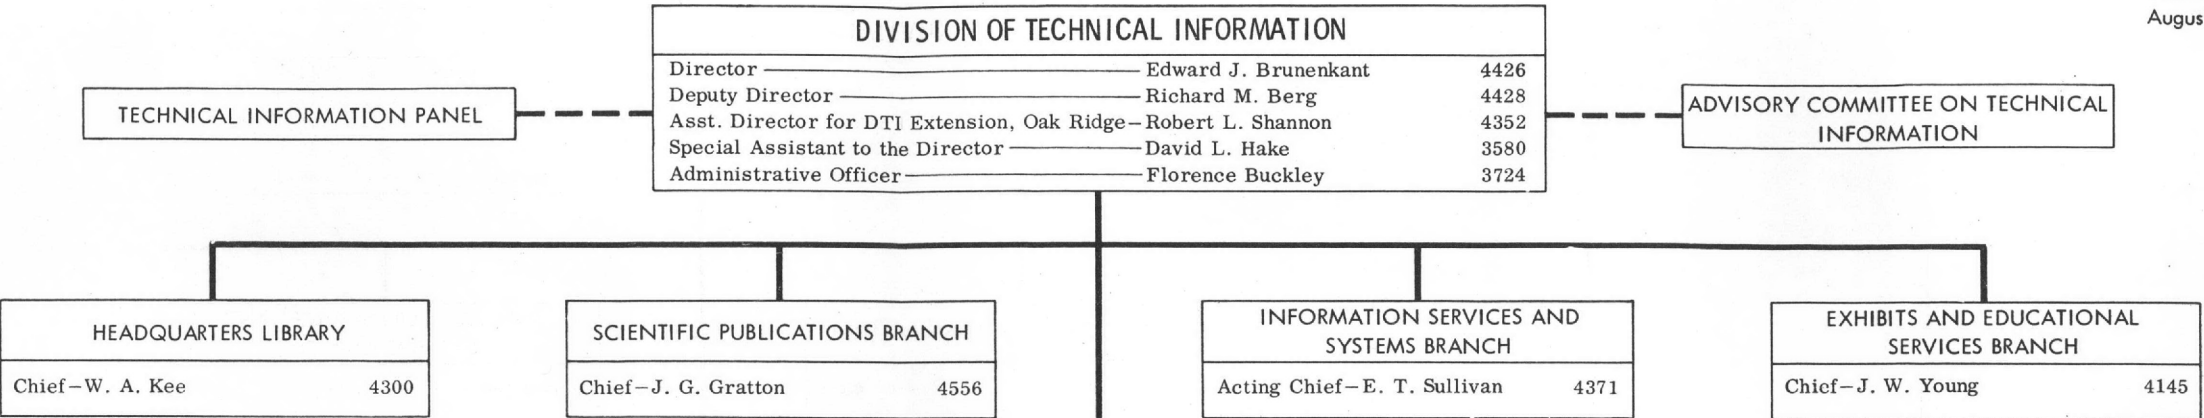 Augus
DIVISION OF TECHNICAL INFORMATION
Director — Edward J. Brunenkant 4426
Deputy Director — Richard M. Berg 4428
Asst. Director for DTI Extension, Oak Ridge — Robert L. Shannon 4352
Special Assistant to the Director — David L. Hake 3580
Administrative Officer — Florence Buckley 3724
TECHNICAL INFORMATION PANEL
ADVISORY COMMITTEE ON TECHNICAL
INFORMATION
HEADQUARTERS LIBRARY
Chief—W. A. Kee 4300
SCIENTIFIC PUBLICATIONS BRANCH
Chief—J. G. Gratton 4556
INFORMATION SERVICES AND
SYSTEMS BRANCH
Acting Chief—E. T. Sullivan 4371
EXHIBITS AND EDUCATIONAL
SERVICES BRANCH
Chief—J. W. Young 4145